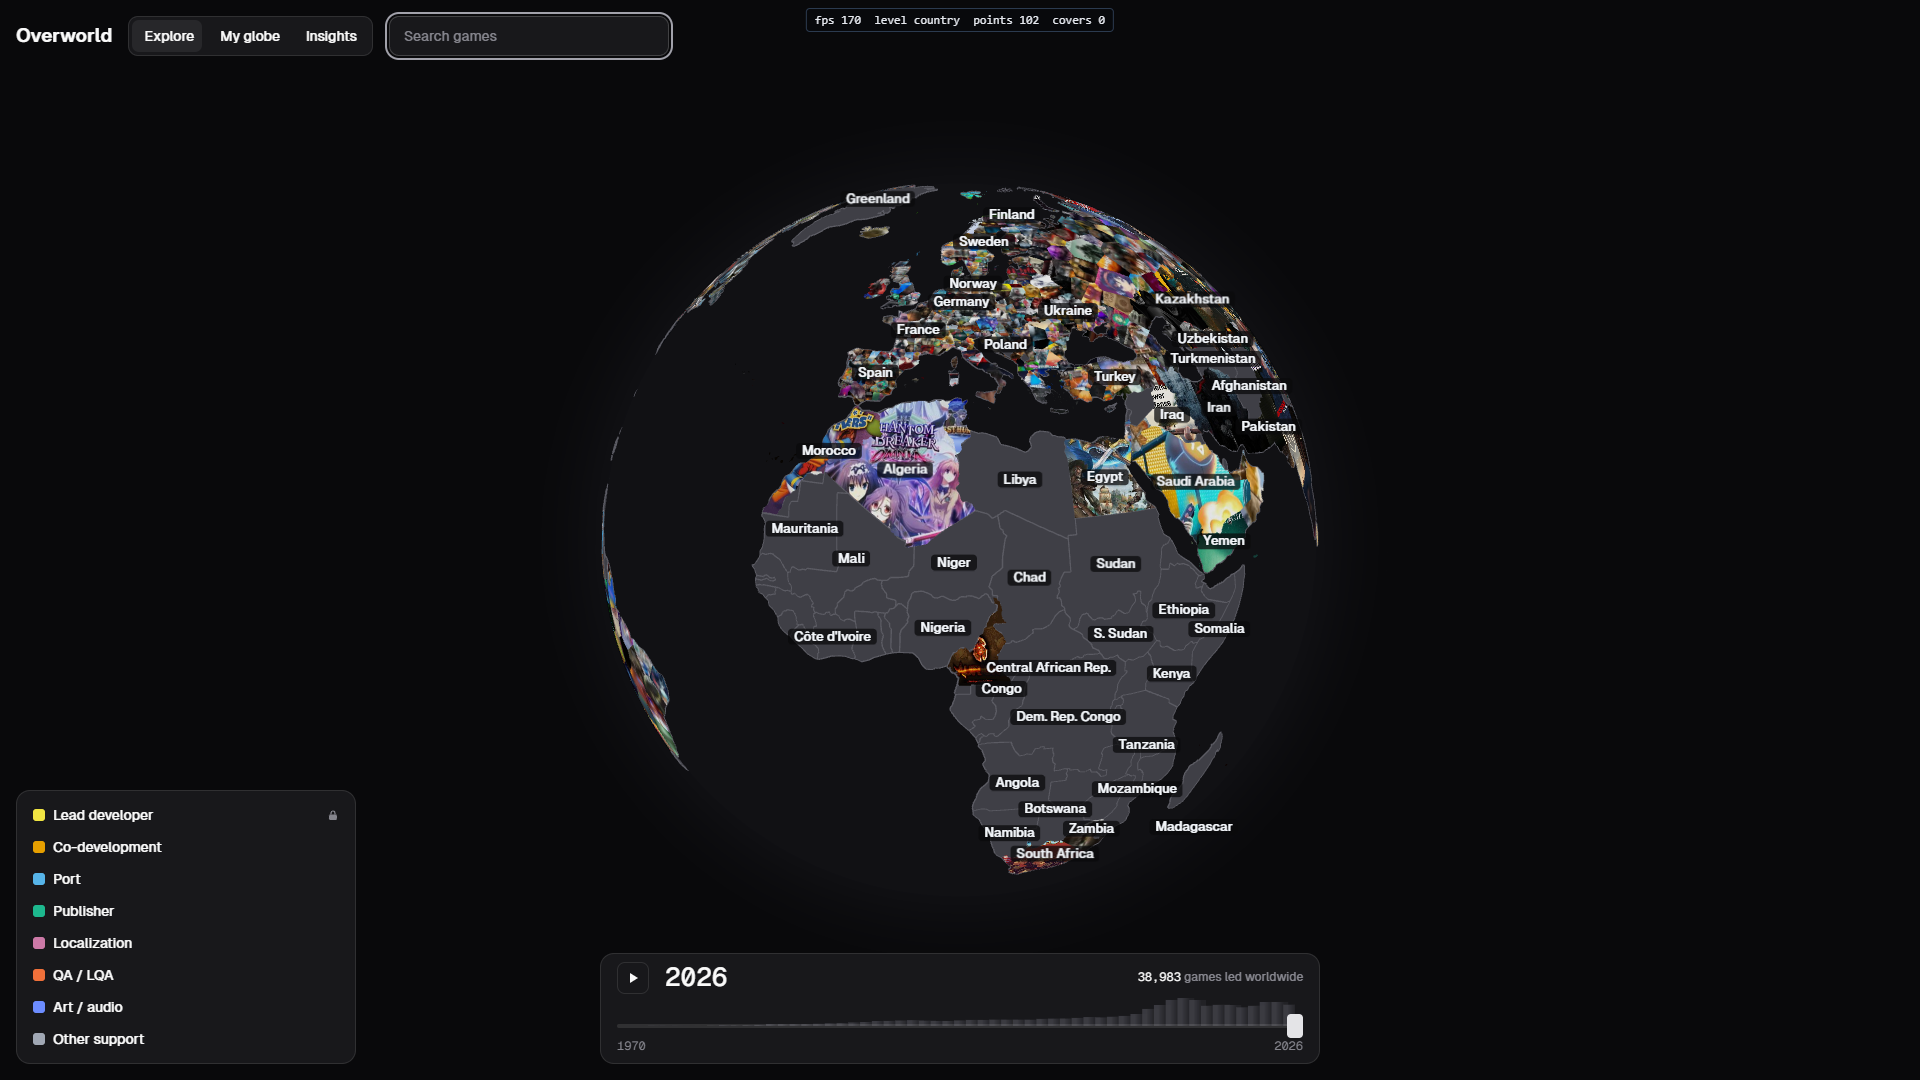 Overworld
Explore
My globe
Insights
Search games
fps 170 level country points 102 covers 0
Greenland
Finland
Sweden
Norway
Germany
Kazakhstan
Ukraine
France
Uzbekistan
Poland
Turkmenistan
Spain
Turkey
Afghanistan
Iran
Iraq
Pakistan
PHANTOM
BREAKER
Morocco
Algeria
Libya
Egypt
Saudi Arabia
Mauritania
Yemen
Mali
Niger
Chad
Sudan
Ethiopia
Nigeria
Somalia
Côte d'Ivoire
S. Sudan
Central African Rep.
Kenya
Congo
Dem. Rep. Congo
Tanzania
Angola
Mozambique
Botswana
Namibia
Zambia
Madagascar
South Africa
Lead developer
Co-development
Port
Publisher
Localization
QA / LQA
Art / audio
Other support
2026
38,983 games led worldwide
1970
2026